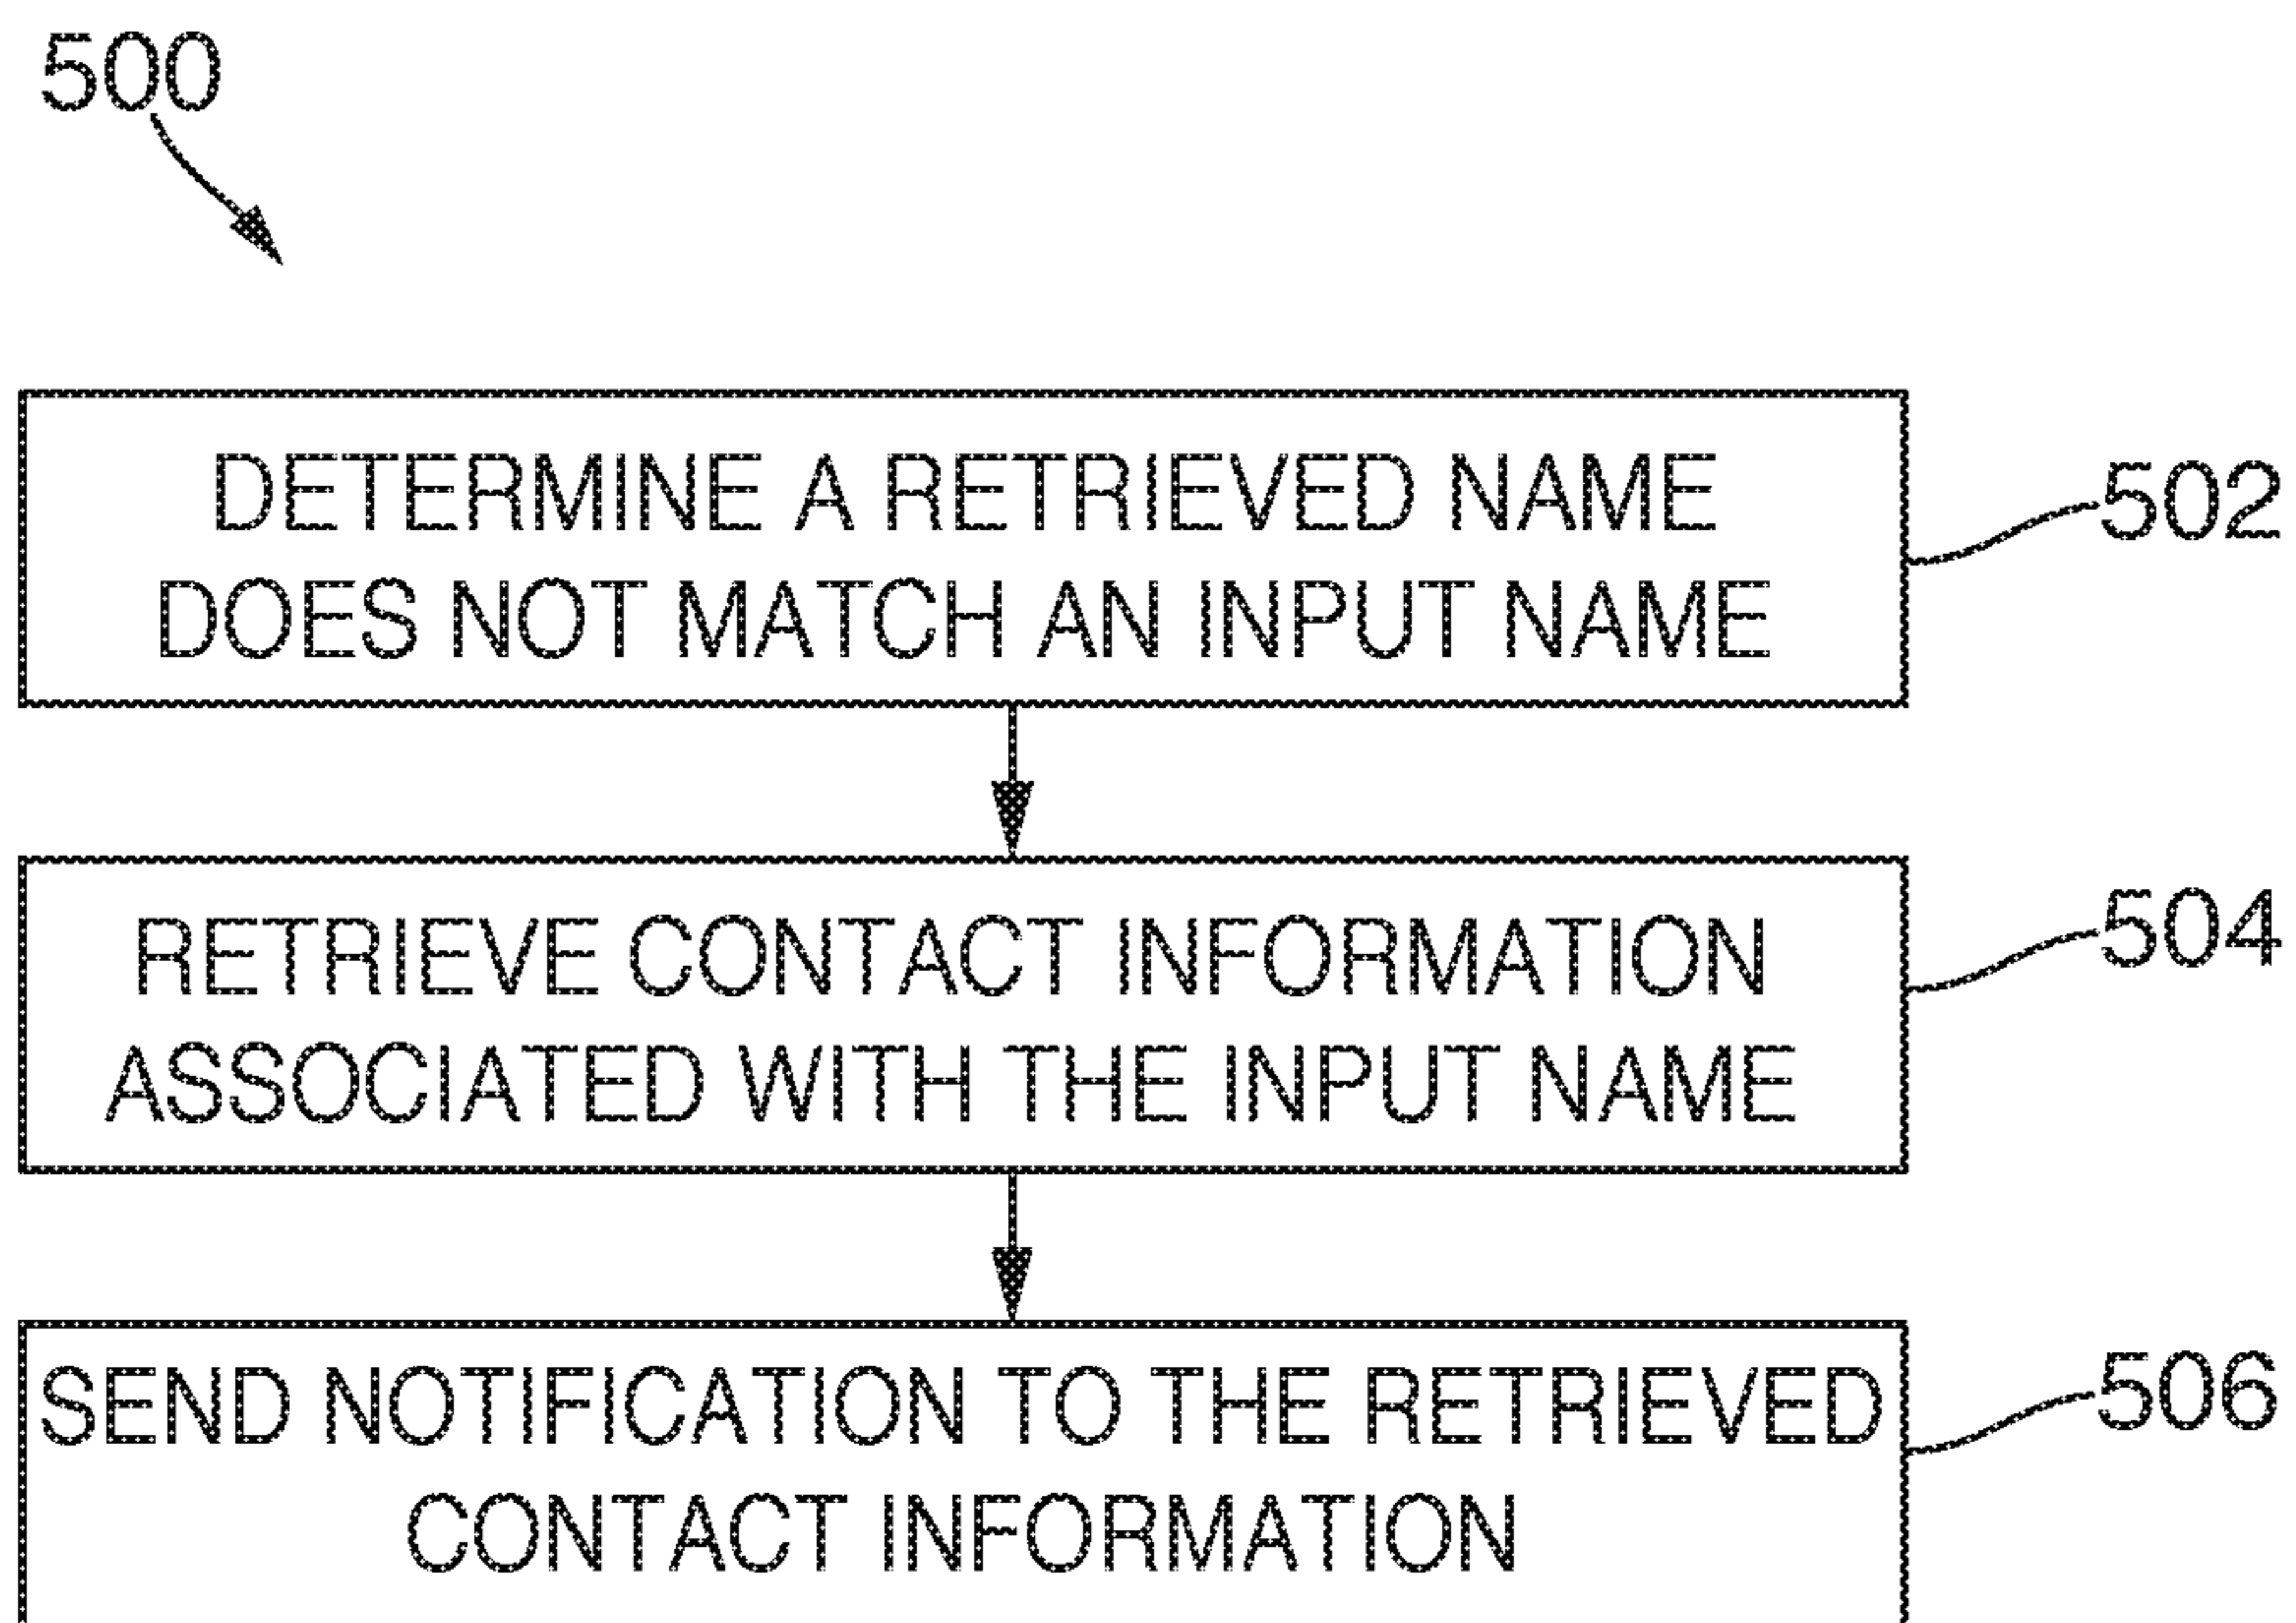 500
DETERMINE A RETRIEVED NAME
DOES NOT MATCH AN INPUT NAME
502
RETRIEVE CONTACT INFORMATION
ASSOCIATED WITH THE INPUT NAME
504
SEND NOTIFICATION TO THE RETRIEVED
CONTACT INFORMATION
506